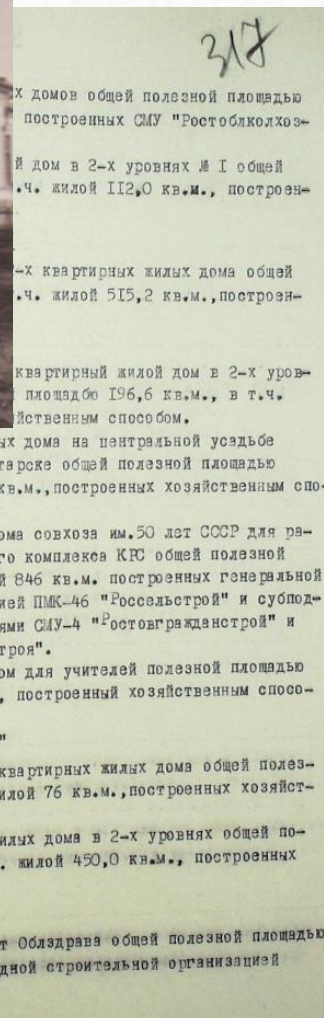 317
х домов общей полезной площадью
построенных СМУ "Ростоблколхоз-
й дом в 2-х уровнях № I общей
.ч. жилой II2,0 кв.м., построен-
-х квартирных жилых дома общей
.ч. жилой 515,2 кв.м.,построен-
квартирный жилой дом в 2-х уров-
площадбю I96,6 кв.м., в т.ч.
йственным способом.
ых дома на центральной усадьбе
тарске общей полезной площадью
кв.м.,построенных хозяйственным спо-
ома совхоза им.50 лет СССР для ра-
го комплекса КРС общей полезной
й 846 кв.м. построенных генеральной
ией ПМК-46 "Россельстрой" и субпод-
ями СМУ-4 "Ростовгражданстрой" и
троя".
ом для учителей полезной площадью
, построенный хозяйственным спосо-
"
квартирных жилых дома общей полез-
илой 76 кв.м.,построенных хозяйст-
илых дома в 2-х уровнях общей по-
. жилой 450,0 кв.м., построенных
т Облздрава общей полезной площадью
дной строительной организацией